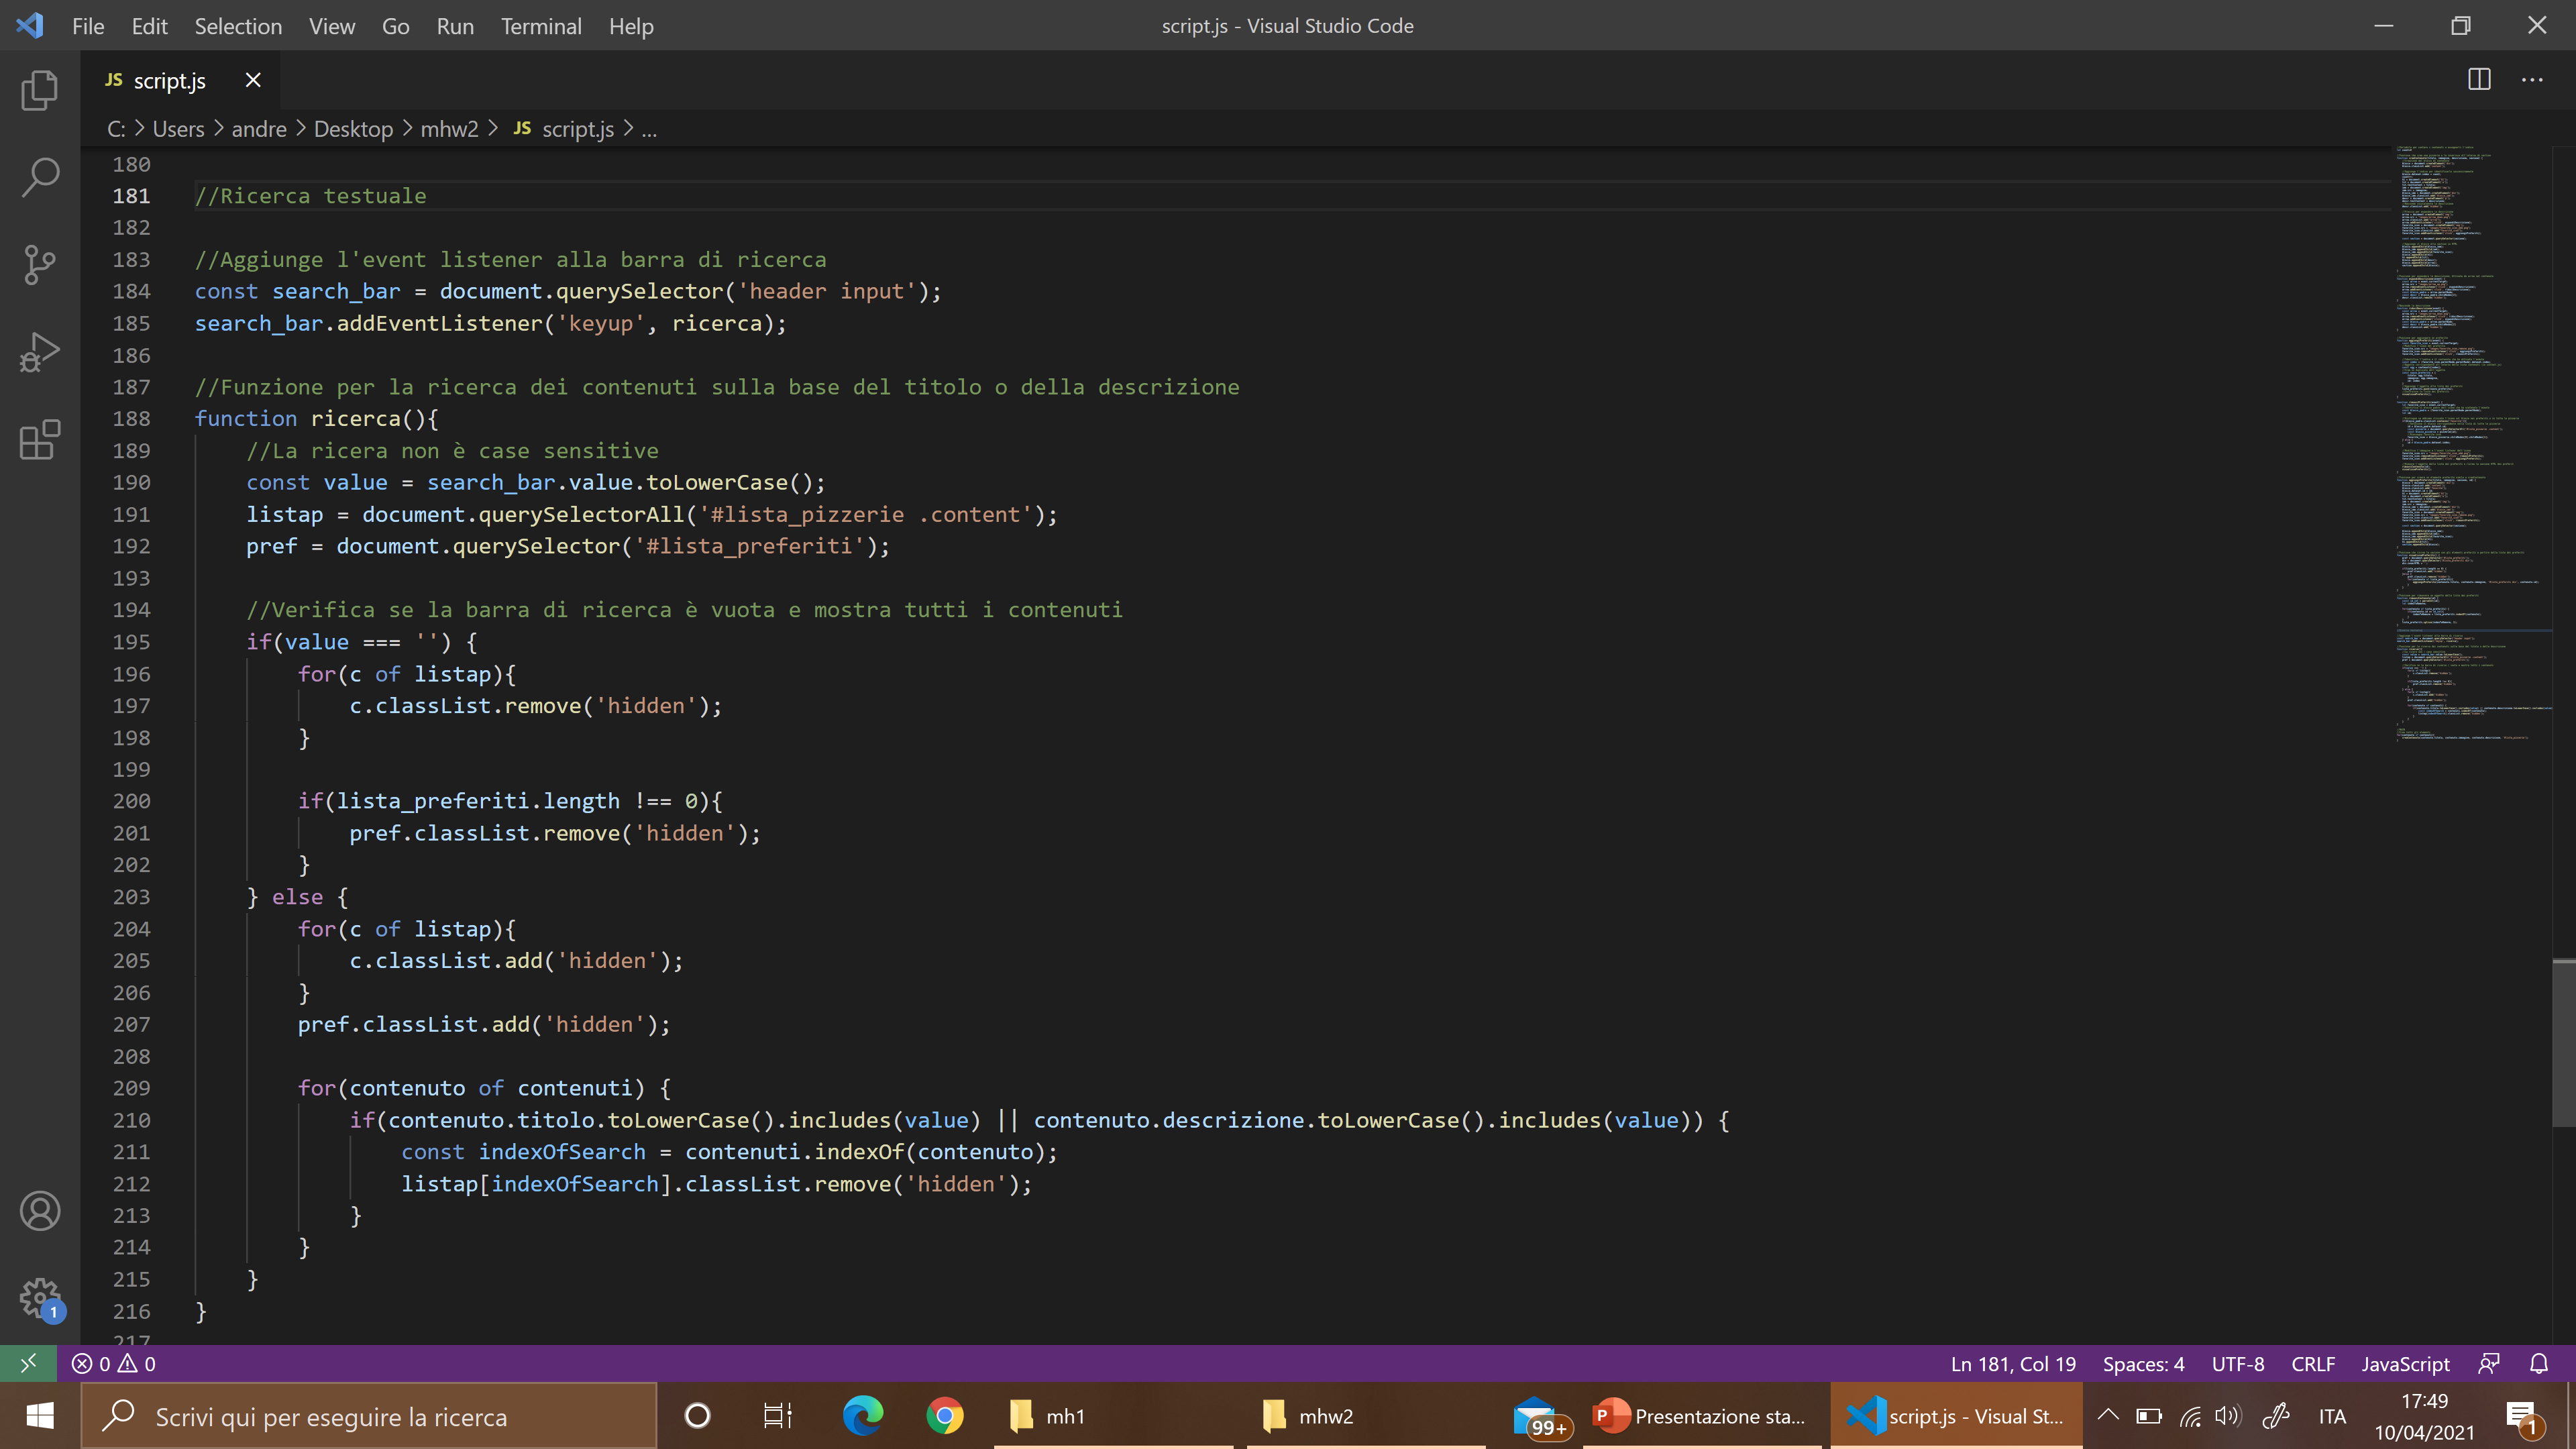 File Edit Selection View Go Run Terminal Help
script.js - Visual Studio Code
JS script.js
C: > Users > andre > Desktop > mhw2 > JS script.js > ...
180
181 //Ricerca testuale
182
183 //Aggiunge l'event listener alla barra di ricerca
184 const search_bar = document.querySelector('header input');
185 search_bar.addEventListener('keyup', ricerca);
186
187 //Funzione per la ricerca dei contenuti sulla base del titolo o della descrizione
188 function ricerca(){
189     //La ricera non è case sensitive
190     const value = search_bar.value.toLowerCase();
191     listap = document.querySelectorAll('#lista_pizzerie .content');
192     pref = document.querySelector('#lista_preferiti');
193
194     //Verifica se la barra di ricerca è vuota e mostra tutti i contenuti
195     if(value === '') {
196         for(c of listap){
197             c.classList.remove('hidden');
198         }
199
200         if(lista_preferiti.length !== 0){
201             pref.classList.remove('hidden');
202         }
203     } else {
204         for(c of listap){
205             c.classList.add('hidden');
206         }
207         pref.classList.add('hidden');
208
209         for(contenuto of contenuti) {
210             if(contenuto.titolo.toLowerCase().includes(value) || contenuto.descrizione.toLowerCase().includes(value)) {
211                 const indexOfSearch = contenuti.indexOf(contenuto);
212                 listap[indexOfSearch].classList.remove('hidden');
213             }
214         }
215     }
216 }
217
1
0 0
Ln 181, Col 19 Spaces: 4 UTF-8 CRLF JavaScript
Scrivi qui per eseguire la ricerca
mh1
mhw2
99+
P Presentazione sta...
script.js - Visual St...
ITA
17:49
10/04/2021
1